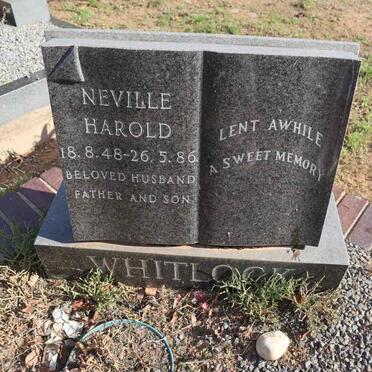 NEVILLE
HAROLD
18.8.48-26.5.86
BELOVED HUSBAND
FATHER AND SON
LENT AWHILE
A SWEET MEMORY
WHITLOCK